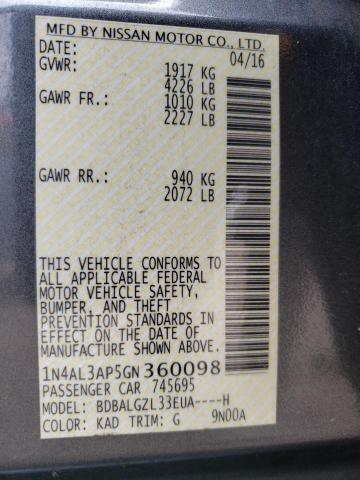 MFD BY NISSAN MOTOR CO., LTD.
DATE: 04/16
GVWR: 1917 KG
4226 LB
GAWR FR.: 1010 KG
2227 LB
GAWR RR.: 940 KG
2072 LB
THIS VEHICLE CONFORMS TO
ALL APPLICABLE FEDERAL
MOTOR VEHICLE SAFETY,
BUMPER, AND THEFT
PREVENTION STANDARDS IN
EFFECT ON THE DATE OF
MANUFACTURE SHOWN ABOVE.
1N4AL3AP5GN360098
PASSENGER CAR 745695
MODEL: BDBALGZL33EUA----H
COLOR: KAD TRIM: G 9N00A